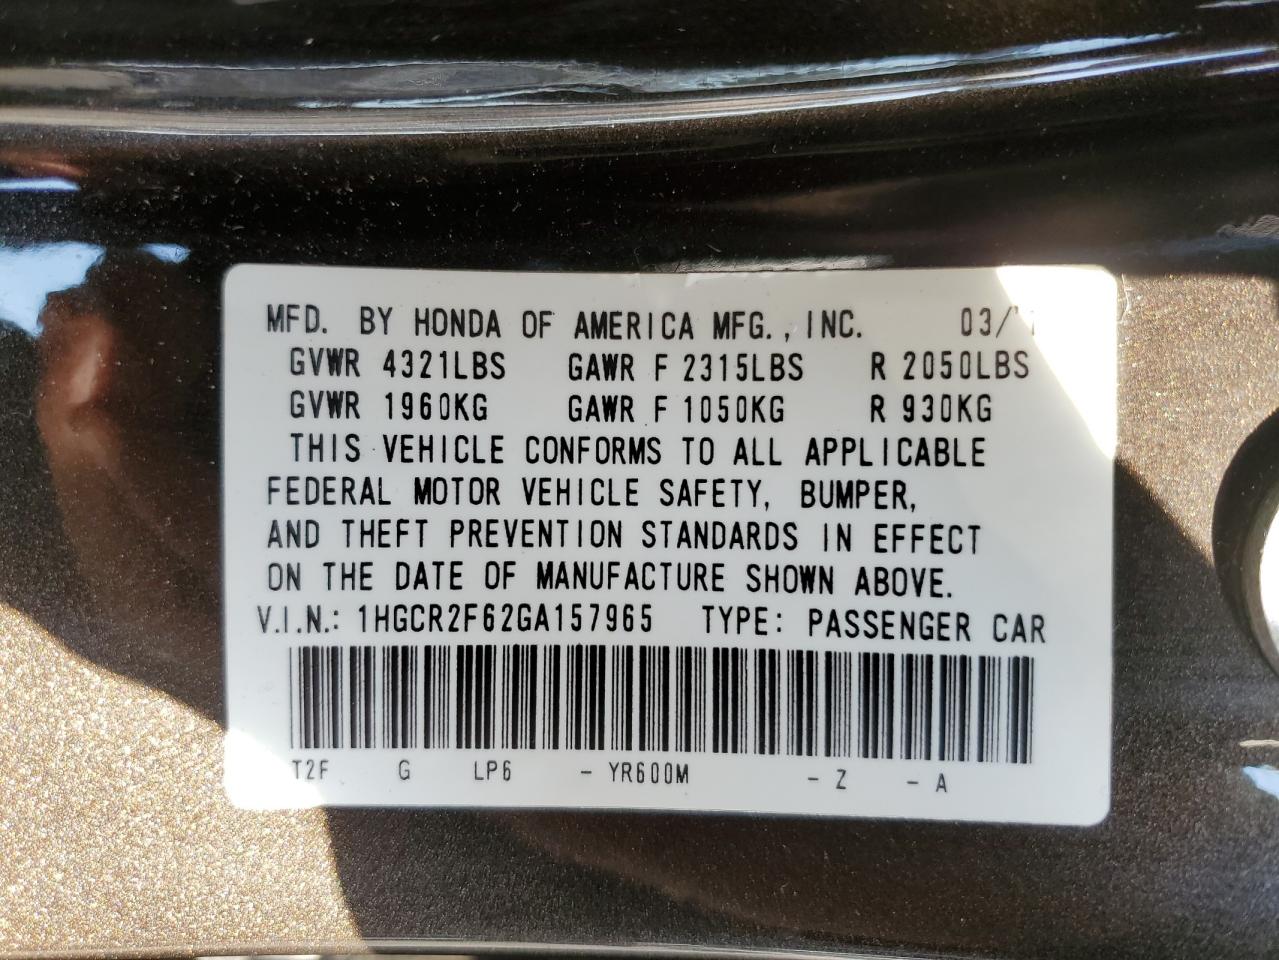 MFD. BY HONDA OF AMERICA MFG., INC.
GVWR 4321LBS GAWR F 2315LBS R 2050LBS
GVWR 1960KG GAWR F 1050KG R 930KG
THIS VEHICLE CONFORMS TO ALL APPLICABLE
FEDERAL MOTOR VEHICLE SAFETY, BUMPER,
AND THEFT PREVENTION STANDARDS IN EFFECT
ON THE DATE OF MANUFACTURE SHOWN ABOVE.
V.I.N.: 1HGCR2F62GA157965 TYPE: PASSENGER CAR
T2F G LP6 - YR600M - Z - A